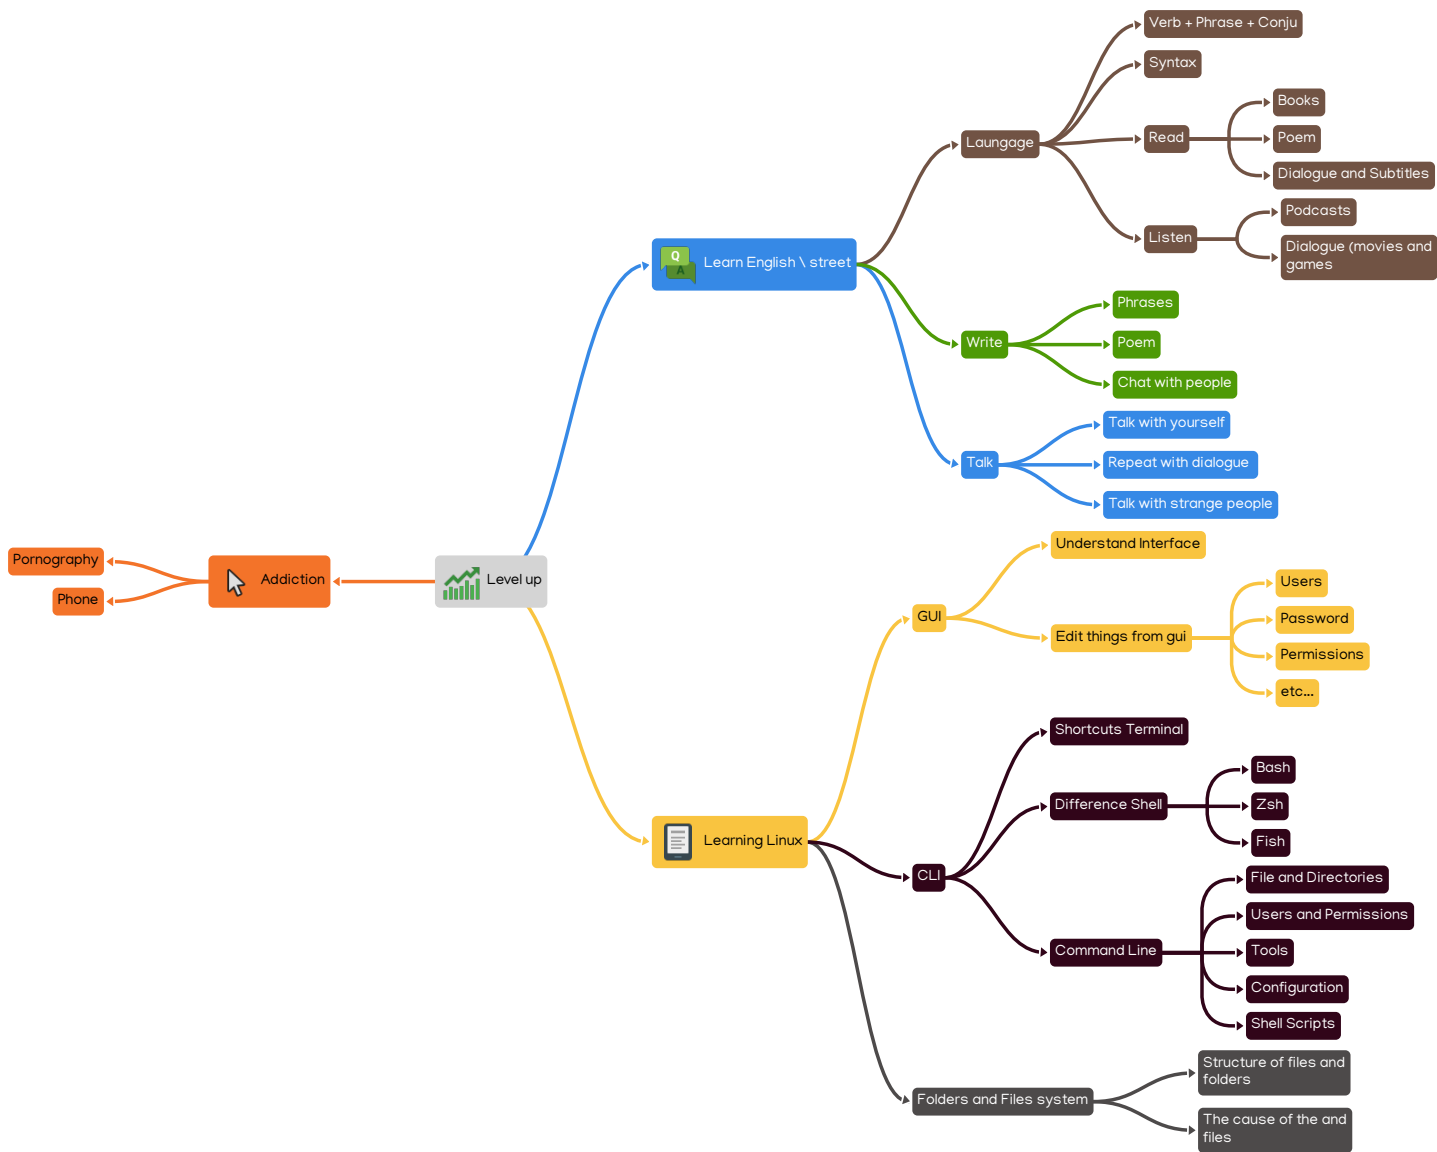 Verb + Phrase + Conju
Syntax
Books
Laungage
Read
Poem
Dialogue and Subtitles
Podcasts
Listen
Dialogue (movies and
games
Q
A
Learn English \ street
Phrases
Write
Poem
Chat with people
Talk with yourself
Talk
Repeat with dialogue
Talk with strange people
Pornography
Phone
Addiction
Level up
Understand Interface
Users
GUI
Edit things from gui
Password
Permissions
etc...
Shortcuts Terminal
Bash
Difference Shell
Zsh
Fish
Learning Linux
CLI
File and Directories
Users and Permissions
Command Line
Tools
Configuration
Shell Scripts
Structure of files and
folders
Folders and Files system
The cause of the and
files